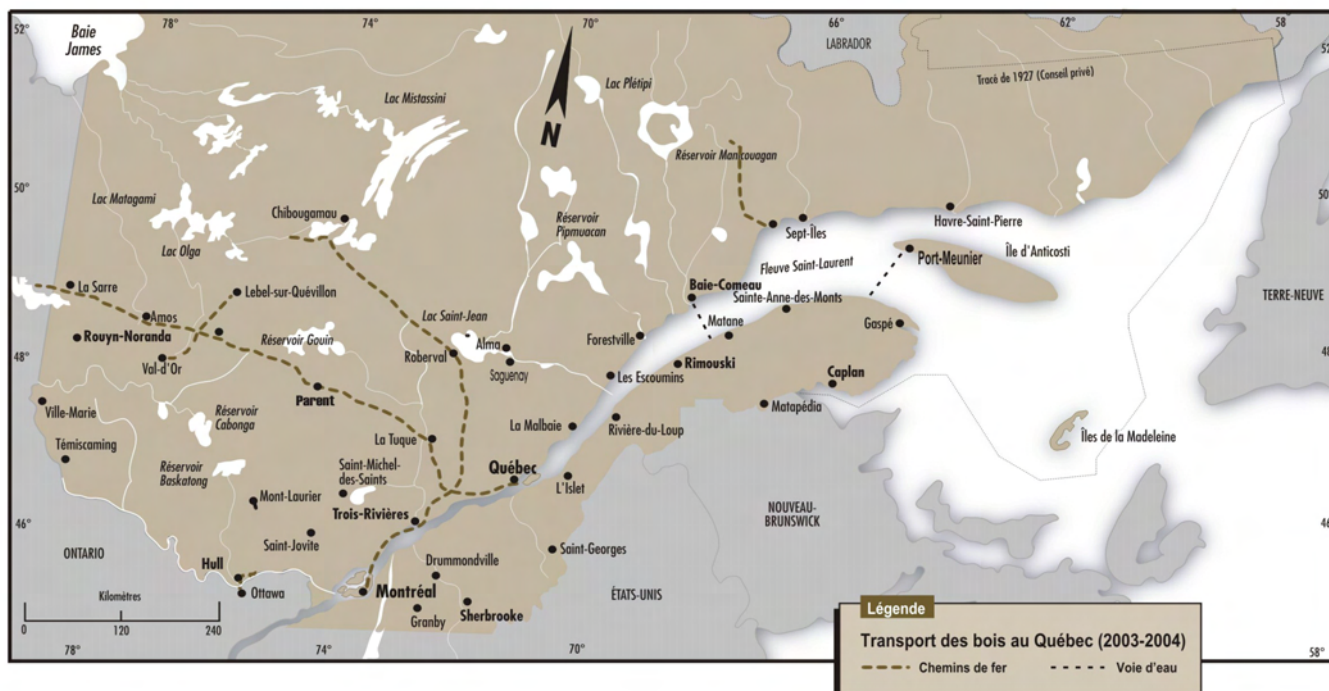 52°
78°
74°
70°
66°
62°
58°
52°
Baie
James
LABRADOR
Tracé de 1927 (Conseil privé)
Lac Mistassini
Lac Plétipi
N
Réservoir Manicouagan
50°
50°
Lac Matagami
Chibougamau
Lac Olga
Réservoir
Pipmuacan
Sept-Îles
Havre-Saint-Pierre
Port-Meunier
Île d'Anticosti
Fleuve Saint-Laurent
La Sarre
Lebel-sur-Quévillon
Baie-Comeau
Sainte-Anne-des-Monts
TERRE-NEUVE
Amos
Rouyn-Noranda
Réservoir Gouin
Lac Saint-Jean
Alma
Forestville
Matane
Gaspé
48°
Val-d'Or
Roberval
Saguenay
Les Escoumins
Rimouski
Caplan
Parent
Matapédia
Ville-Marie
Réservoir
Cabonga
La Tuque
La Malbaie
Rivière-du-Loup
Îles de la Madeleine
Témiscaming
Réservoir
Baskatong
Saint-Michel-
des-Saints
Québec
L'Islet
Mont-Laurier
Trois-Rivières
NOUVEAU-
BRUNSWICK
46°
46°
Saint-Jovite
ONTARIO
Saint-Georges
Hull
Drummondville
Ottawa
Montréal
Granby
Sherbrooke
ÉTATS-UNIS
Kilomètres
0
120
240
78°
74°
70°
58°
Légende
Transport des bois au Québec (2003-2004)
Chemins de fer
Voie d'eau